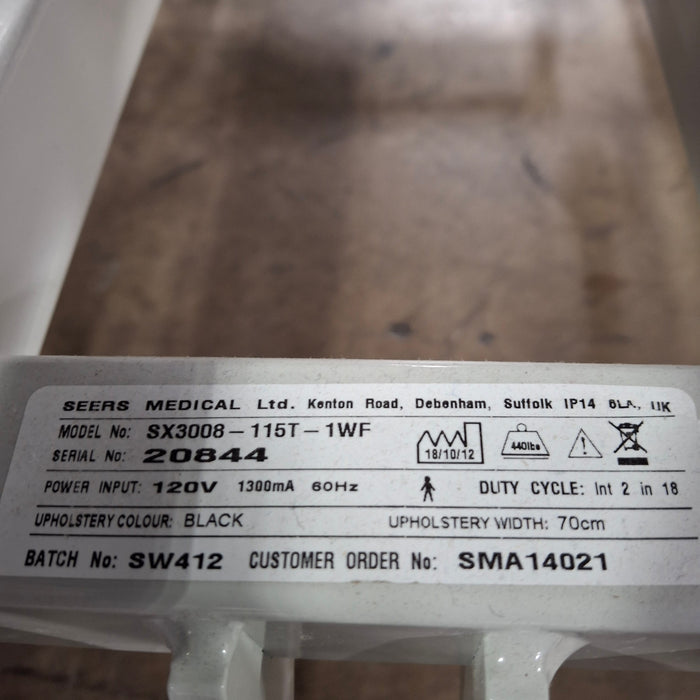 SEERS MEDICAL Ltd. Kenton Road, Debenham, Suffolk IP14 6LA, UK
MODEL No: SX3008-115T-1WF
SERIAL No: 20844
18/10/12
440lbs
POWER INPUT: 120V 1300mA 60Hz
DUTY CYCLE: Int 2 in 18
UPHOLSTERY COLOUR: BLACK
UPHOLSTERY WIDTH: 70cm
BATCH No: SW412 CUSTOMER ORDER No: SMA14021